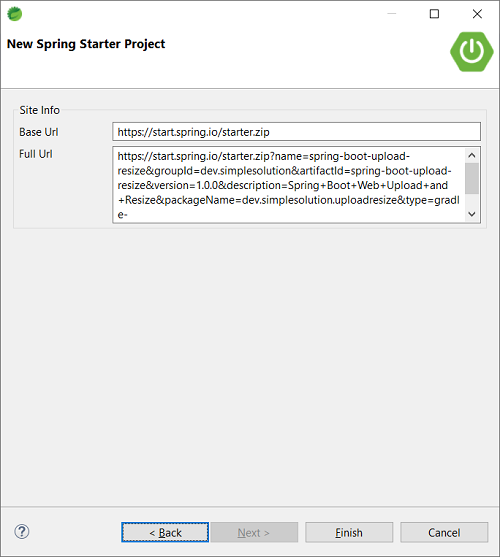 New Spring Starter Project
Site Info
Base Url
https://start.spring.io/starter.zip
Full Url
https://start.spring.io/starter.zip?name=spring-boot-upload-
resize&groupId=dev.simplesolution&artifactId=spring-boot-upload-
resize&version=1.0.0&description=Spring+Boot+Web+Upload+and
+Resize&packageName=dev.simplesolution.uploadresize&type=gradl
e-
?
< Back
Next >
Finish
Cancel